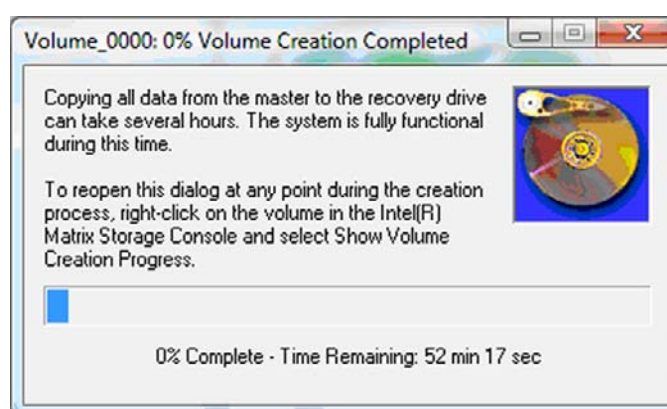 Volume_0000: 0% Volume Creation Completed
Copying all data from the master to the recovery drive
can take several hours. The system is fully functional
during this time.
To reopen this dialog at any point during the creation
process, right-click on the volume in the Intel(R)
Matrix Storage Console and select Show Volume
Creation Progress.
0% Complete - Time Remaining: 52 min 17 sec